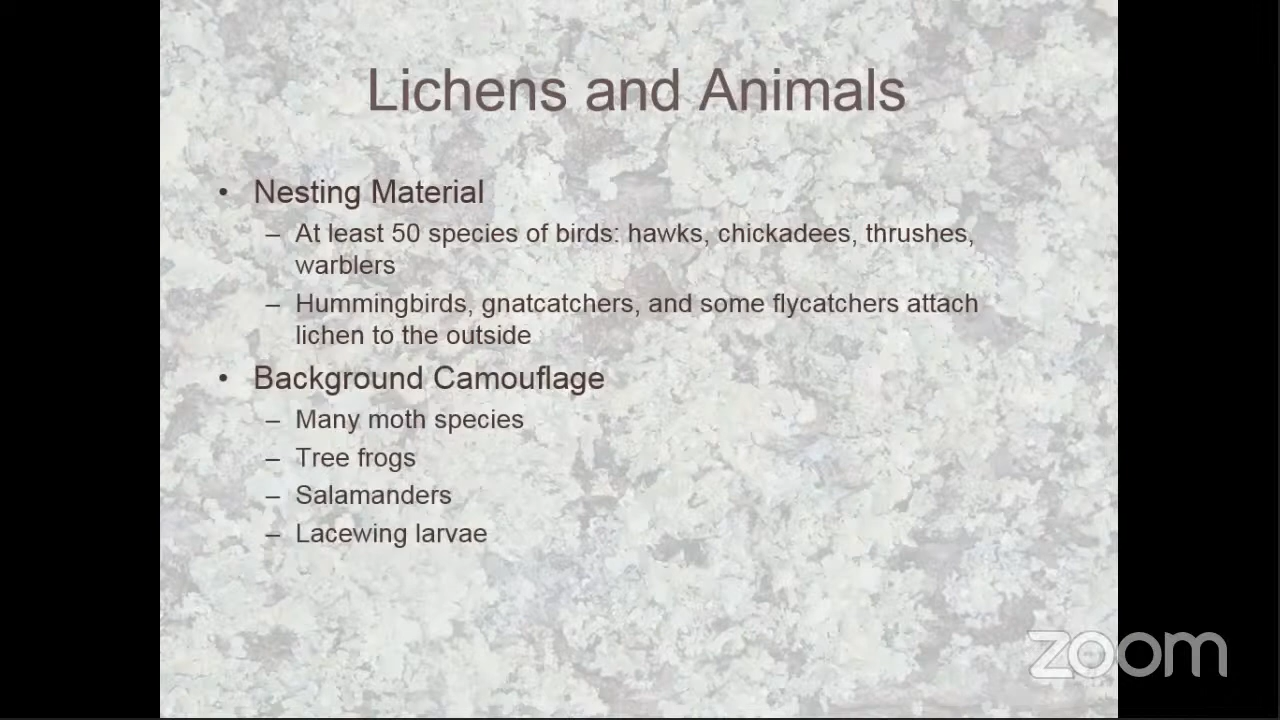 Lichens and Animals
• Nesting Material
– At least 50 species of birds: hawks, chickadees, thrushes,
warblers
– Hummingbirds, gnatcatchers, and some flycatchers attach
lichen to the outside
• Background Camouflage
– Many moth species
– Tree frogs
– Salamanders
– Lacewing larvae
zoom